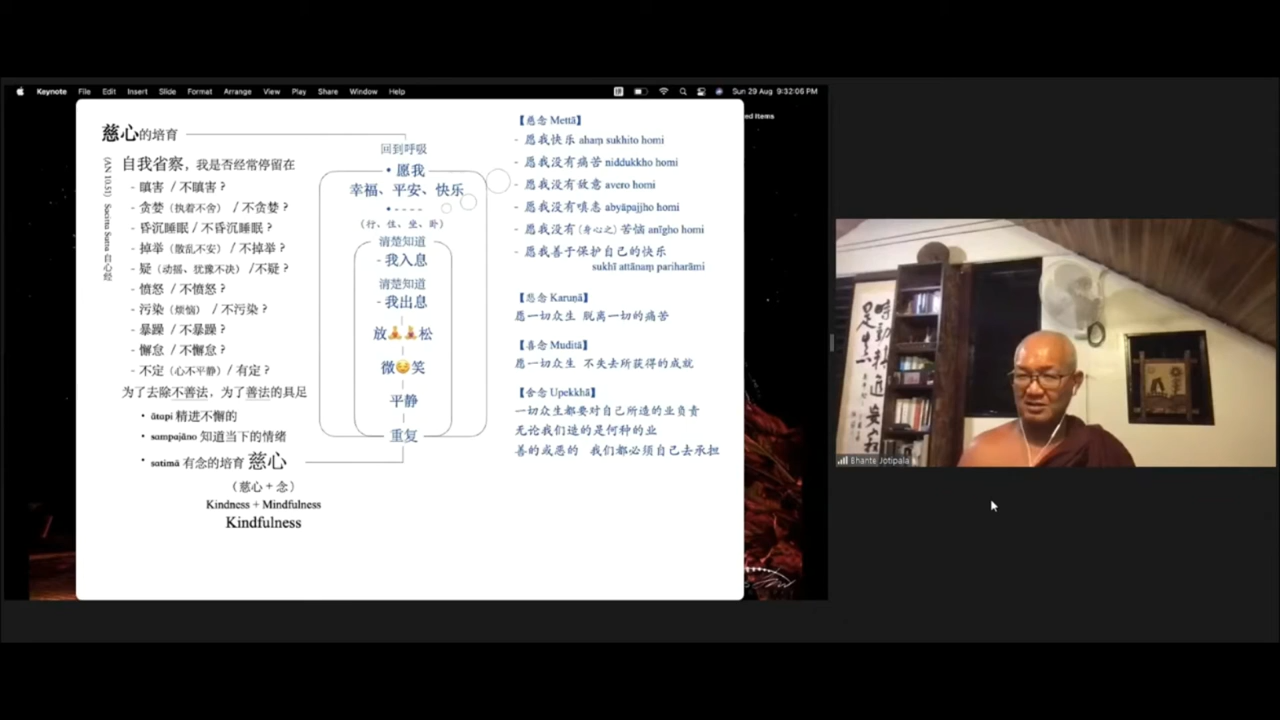 Keynote File Edit Insert Slide Format Arrange View Play Share Window Help
Sun 29 Aug 9:32:06 PM
ed Items
慈心的培育
(AN 10.51) Sacitta Sutta 自心经
自我省察，我是否经常停留在
- 瞋害 / 不瞋害？
- 贪婪（执着不舍） / 不贪婪？
- 昏沉睡眠 / 不昏沉睡眠？
- 掉举（散乱不安） / 不掉举？
- 疑（动摇、犹豫不决） / 不疑？
- 愤怒 / 不愤怒？
- 污染（烦恼） / 不污染？
- 暴躁 / 不暴躁？
- 懈怠 / 不懈怠？
- 不定（心不平静）/ 有定？
为了去除不善法，为了善法的具足
• ātapi 精进不懈的
• sampajāno 知道当下的情绪
• satimā 有念的培育 慈心
（慈心 + 念）
Kindness + Mindfulness
Kindfulness
回到呼吸
• 愿我
幸福、平安、快乐
• - - - -
（行、住、坐、卧）
清楚知道
- 我入息
清楚知道
- 我出息
放松
微笑
平静
重复
【慈念 Mettā】
- 愿我快乐 ahaṃ sukhito homi
- 愿我没有痛苦 niddukkho homi
- 愿我没有敌意 avero homi
- 愿我没有嗔恚 abyāpajjho homi
- 愿我没有（身心之）苦恼 anīgho homi
- 愿我善于保护自己的快乐
sukhī attānaṃ pariharāmi
【悲念 Karuṇā】
愿一切众生 脱离一切的痛苦
【喜念 Muditā】
愿一切众生 不失去所获得的成就
【舍念 Upekkhā】
一切众生都要对自己所造的业负责
无论我们造的是何种的业
善的或恶的 我们都必须自己去承担
Bhante Jotipala